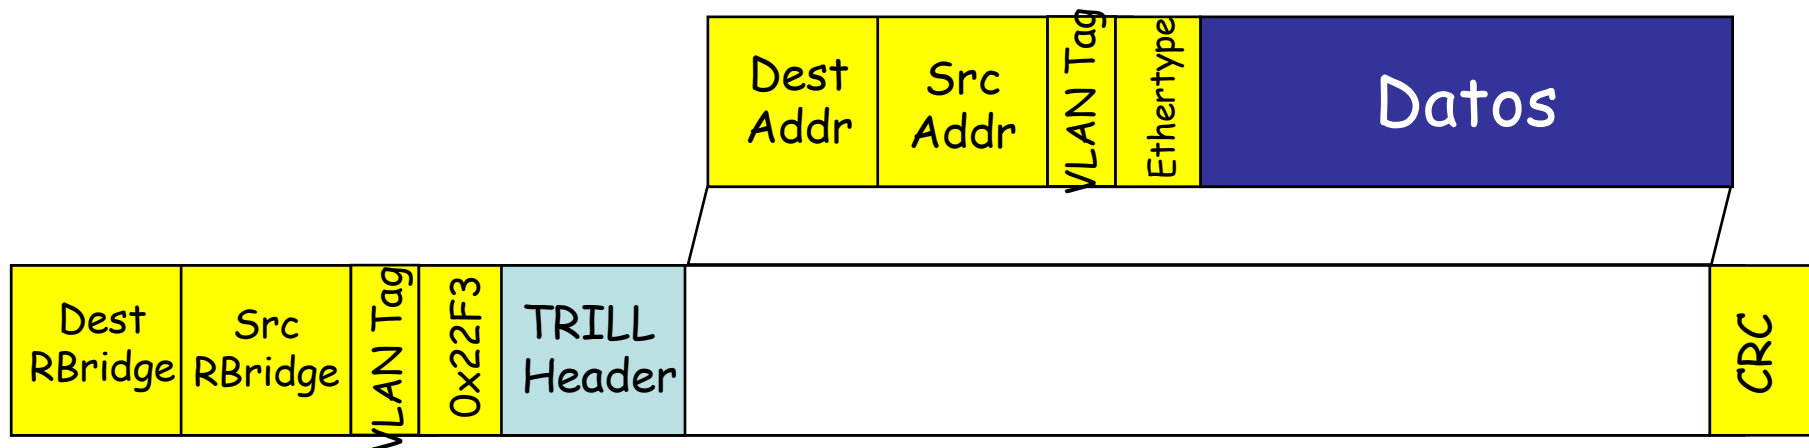 Dest
Addr
Src
Addr
VLAN Tag
Ethertype
Datos
Dest
RBridge
Src
RBridge
VLAN Tag
0x22F3
TRILL
Header
CRC